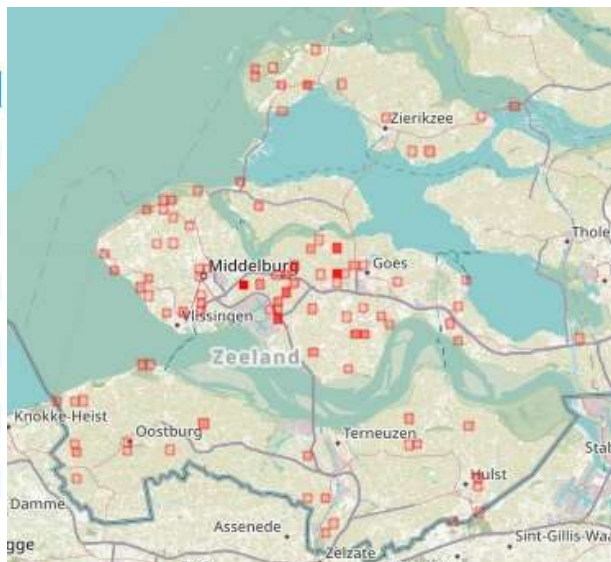 Zierikzee
Thole
Middelburg
Goes
Vlissingen
Zeeland
Knokke-Heist
Oostburg
Terneuzen
Stab
Hulst
Damme
Assenede
Sint-Gillis-Waa
gge
Zelzate